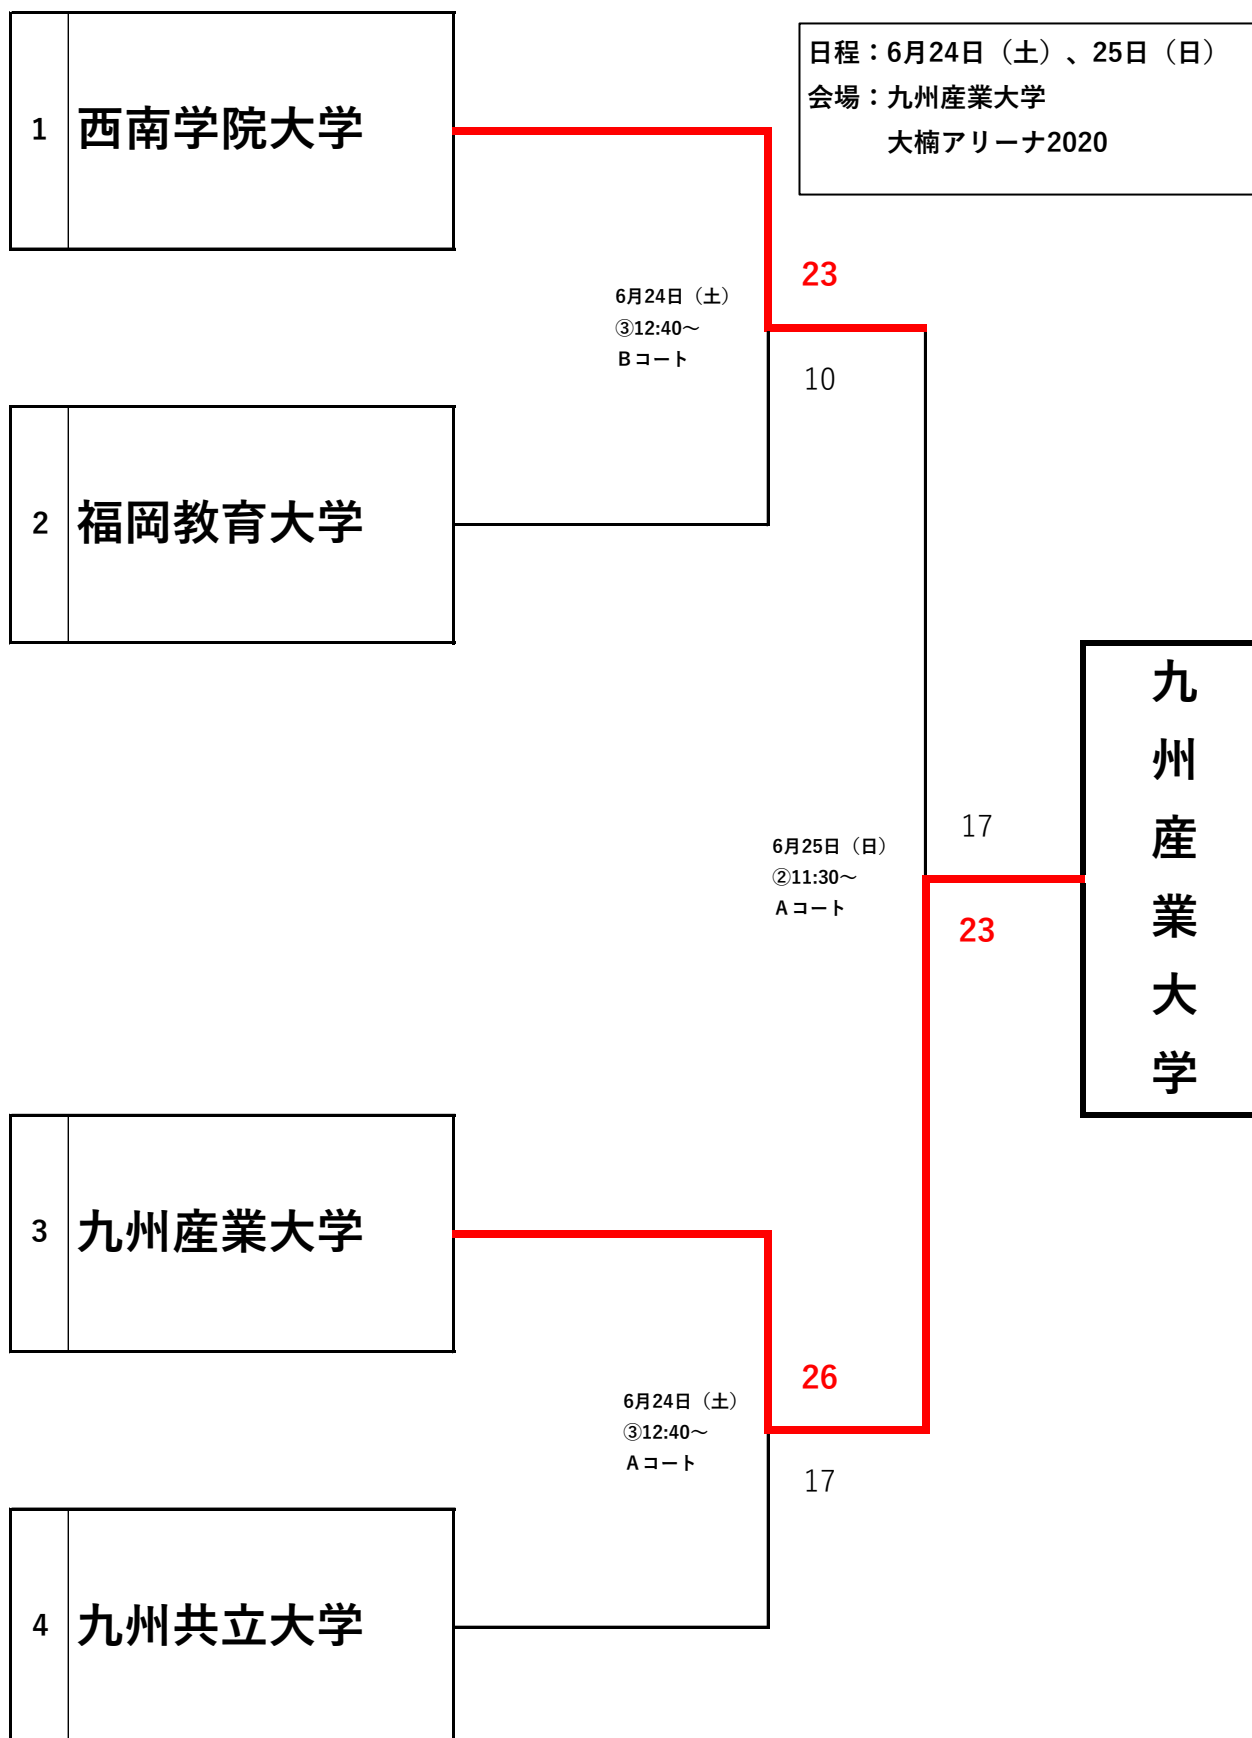 日程：6月24日（土）、25日（日）
会場：九州産業大学
大楠アリーナ2020
1 西南学院大学
23
6月24日（土）
③12:40～
Bコート
10
2 福岡教育大学
九州産業大学
17
6月25日（日）
②11:30～
Aコート
23
3 九州産業大学
26
6月24日（土）
③12:40～
Aコート
17
4 九州共立大学